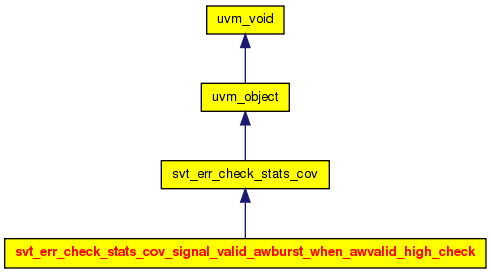 uvm_void
uvm_object
svt_err_check_stats_cov
svt_err_check_stats_cov_signal_valid_awburst_when_awvalid_high_check